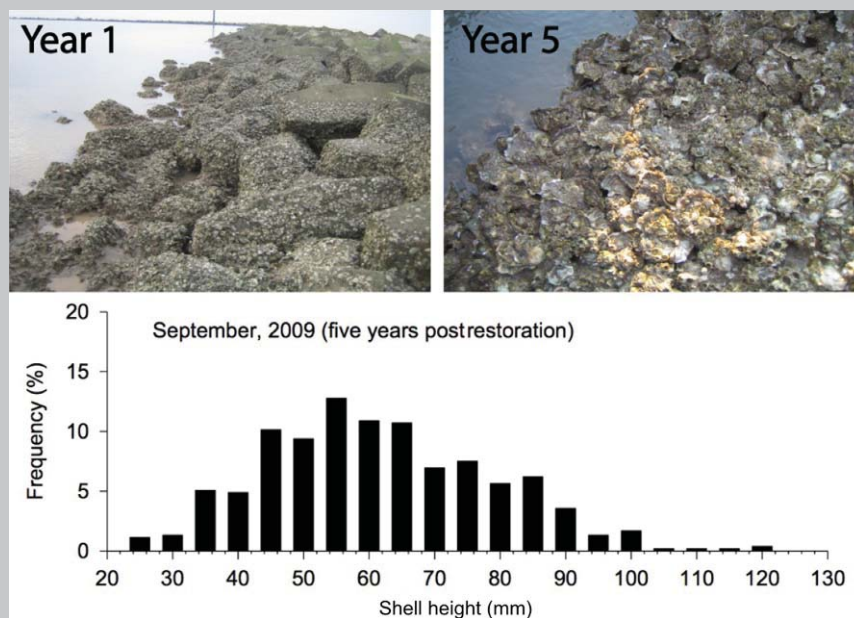 Year 1
Year 5
September, 2009 (five years postrestoration)
Frequency (%)
20
15
10
5
0
20 30 40 50 60 70 80 90 100 110 120 130
Shell height (mm)